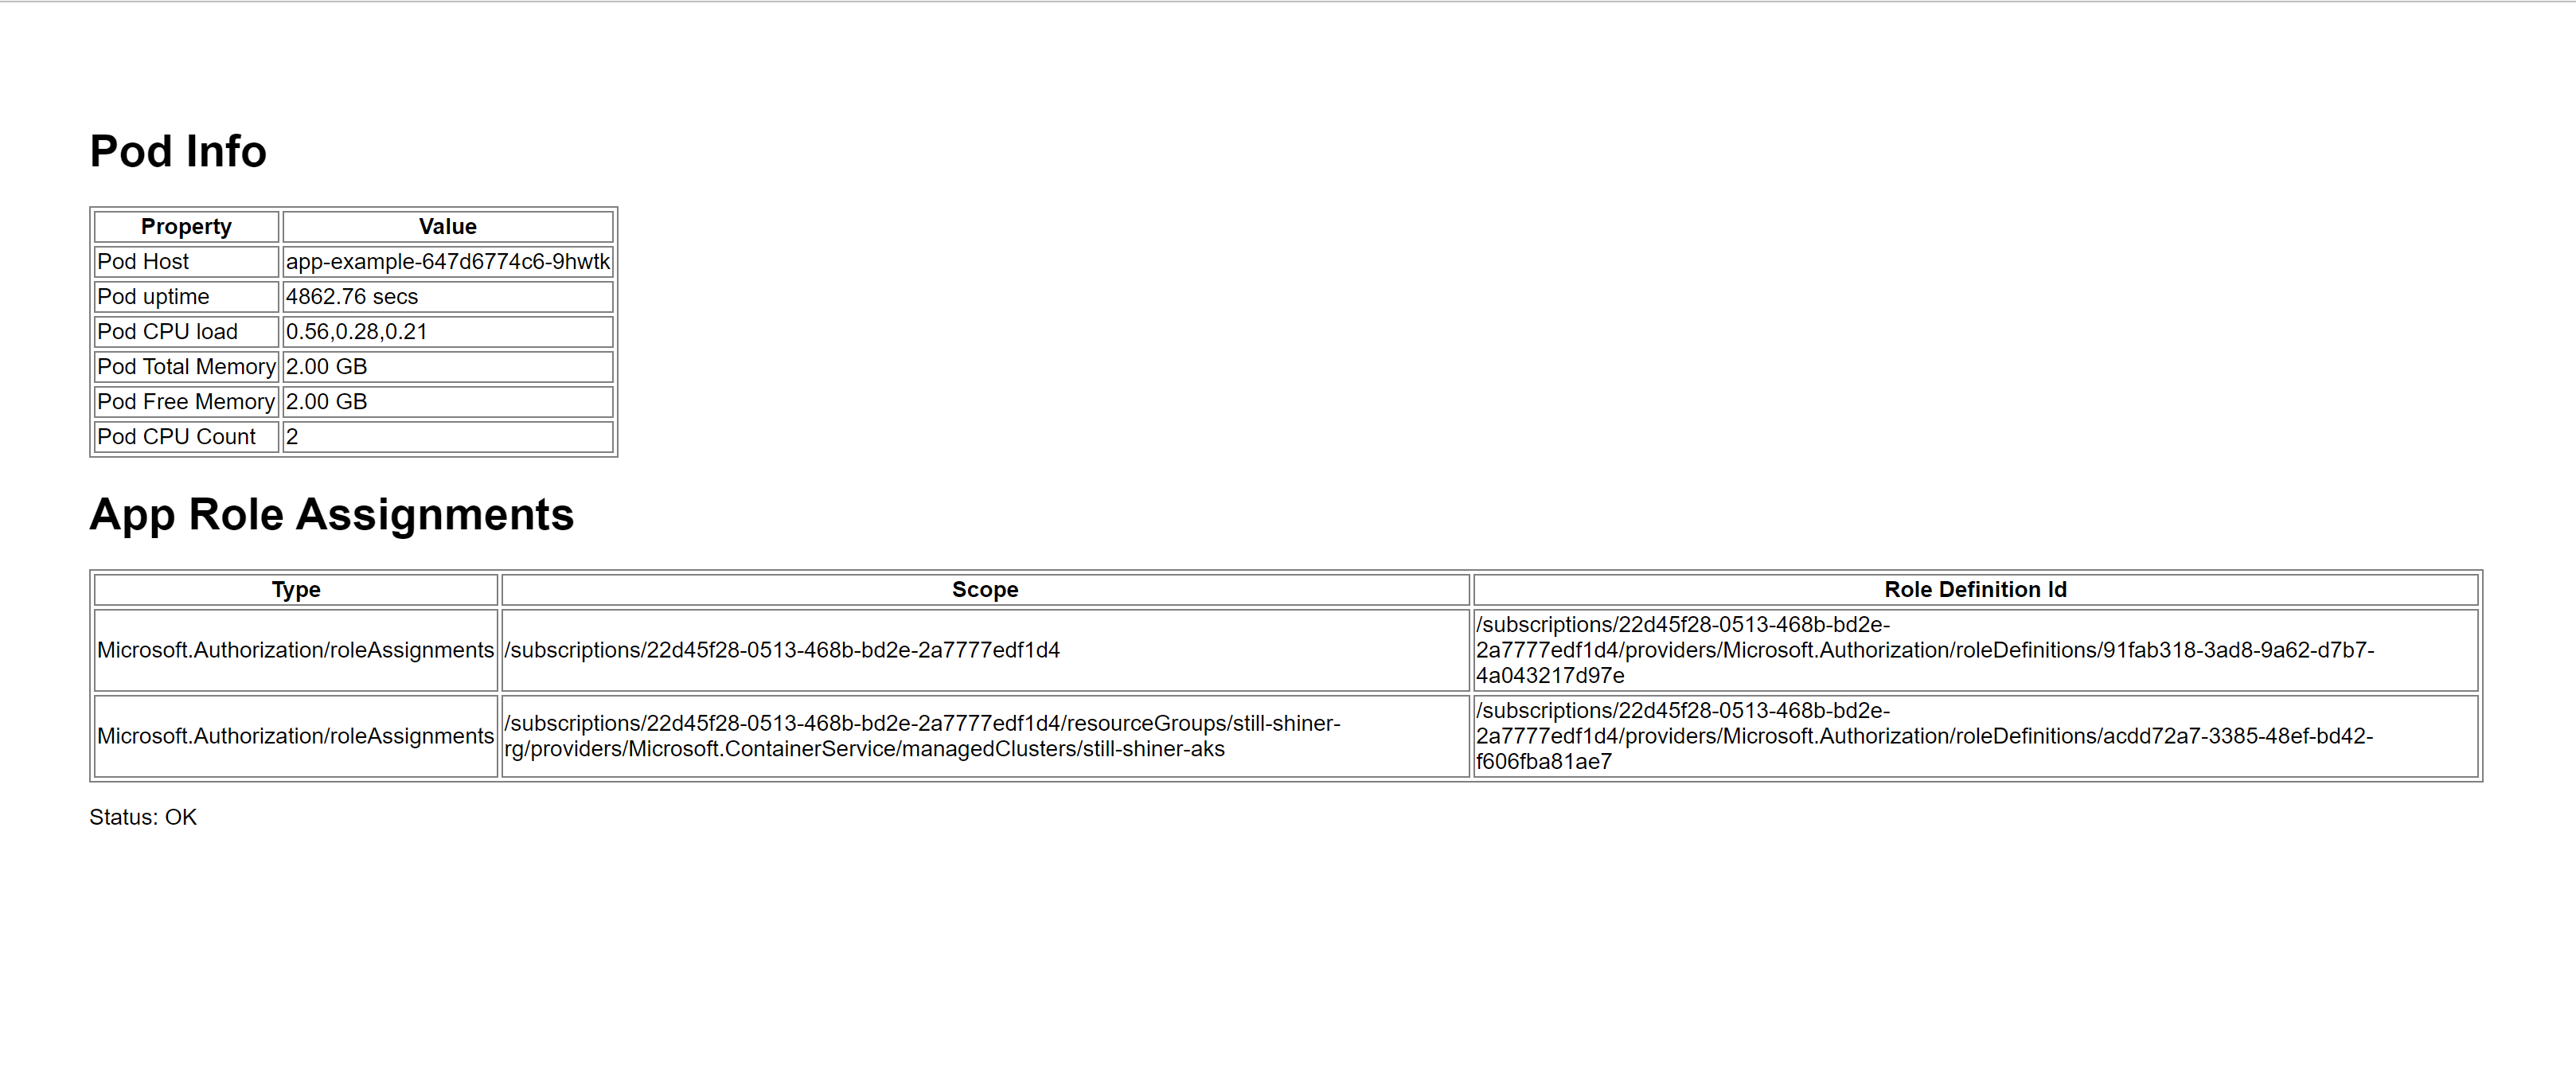 Pod Info
Property Value
Pod Host app-example-647d6774c6-9hwtk
Pod uptime 4862.76 secs
Pod CPU load 0.56,0.28,0.21
Pod Total Memory 2.00 GB
Pod Free Memory 2.00 GB
Pod CPU Count 2
App Role Assignments
Type Scope Role Definition Id
Microsoft.Authorization/roleAssignments
/subscriptions/22d45f28-0513-468b-bd2e-2a7777edf1d4
/subscriptions/22d45f28-0513-468b-bd2e-
2a7777edf1d4/providers/Microsoft.Authorization/roleDefinitions/91fab318-3ad8-9a62-d7b7-
4a043217d97e
Microsoft.Authorization/roleAssignments
/subscriptions/22d45f28-0513-468b-bd2e-2a7777edf1d4/resourceGroups/still-shiner-
rg/providers/Microsoft.ContainerService/managedClusters/still-shiner-aks
/subscriptions/22d45f28-0513-468b-bd2e-
2a7777edf1d4/providers/Microsoft.Authorization/roleDefinitions/acdd72a7-3385-48ef-bd42-
f606fba81ae7
Status: OK